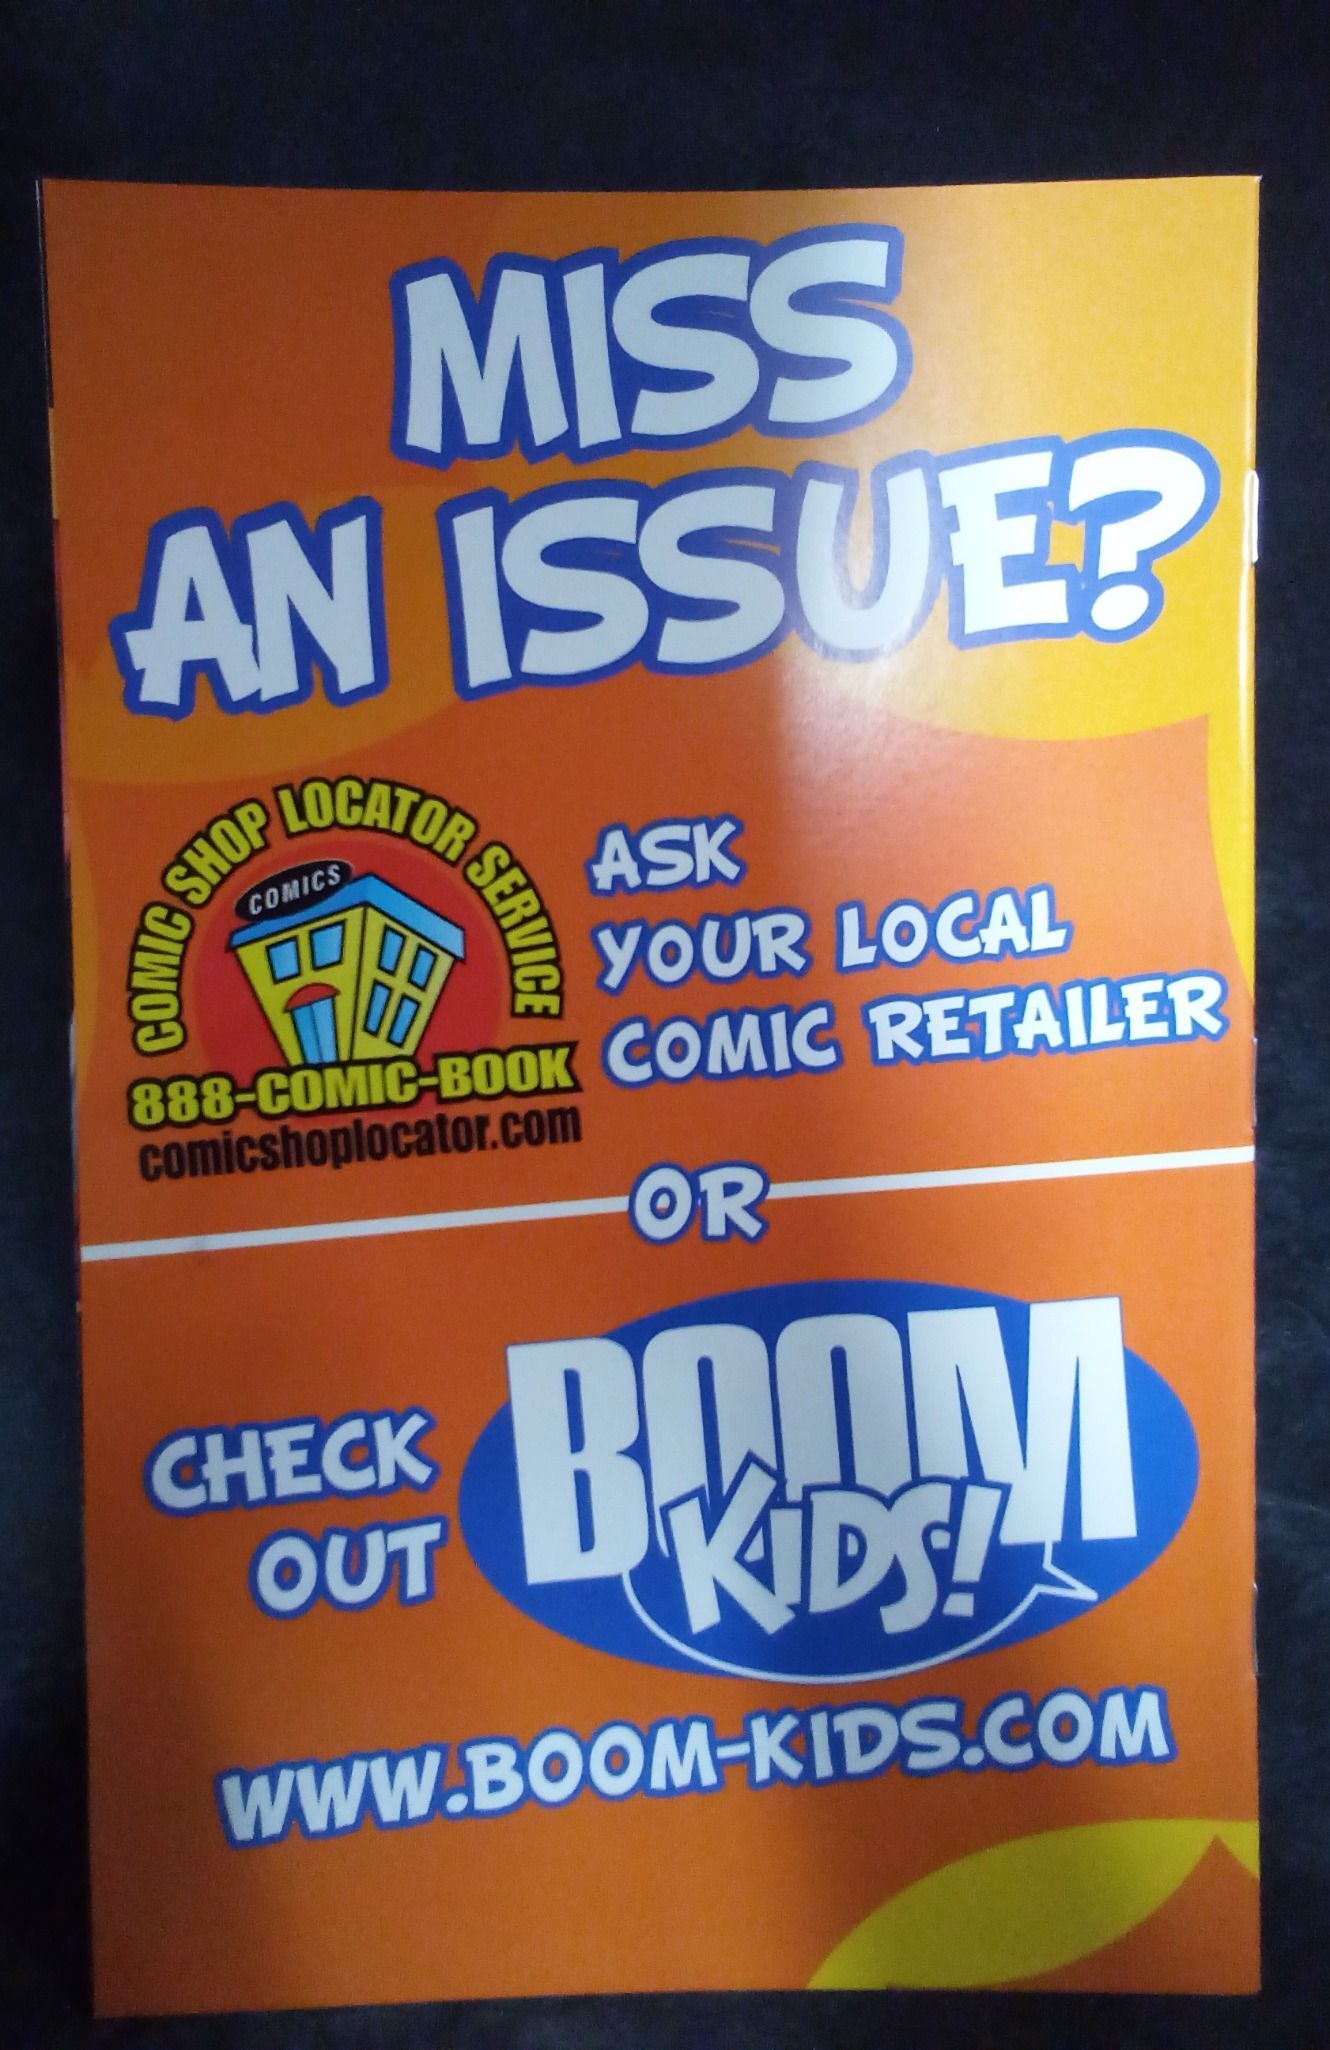 MISS
AN ISSUE?
COMIC SHOP LOCATOR SERVICE
COMICS
888-COMIC-BOOK
comicshoplocator.com
ASK
YOUR LOCAL
COMIC RETAILER
OR
CHECK
OUT
BOOM
KIDS!
WWW.BOOM-KIDS.COM